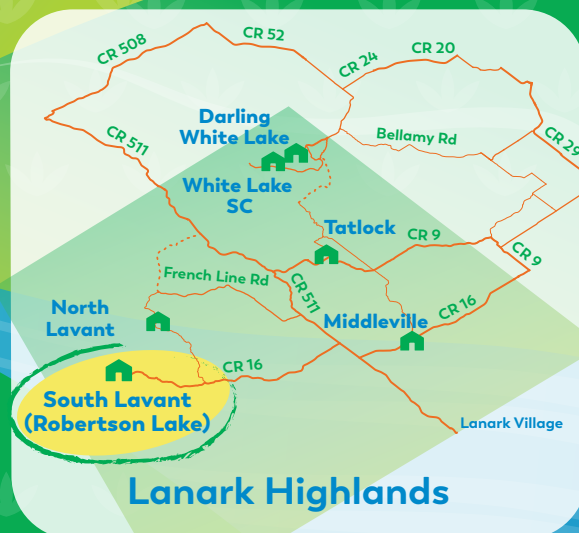 CR 508
CR 52
CR 24
CR 20
CR 511
Darling
White Lake
Bellamy Rd
CR 29
White Lake
SC
Tatlock
CR 9
CR 9
French Line Rd
CR 511
North
Lavant
Middleville
CR 16
CR 16
South Lavant
(Robertson Lake)
Lanark Village
Lanark Highlands